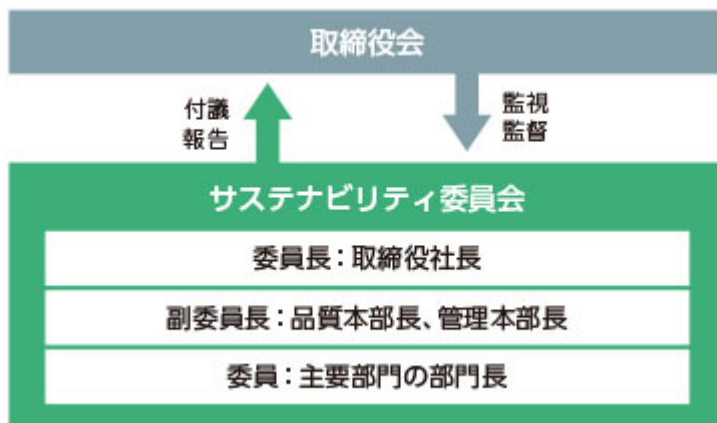 取締役会
付議
報告
監視
監督
サステナビリティ委員会
委員長：取締役社長
副委員長：品質本部長、管理本部長
委員：主要部門の部門長